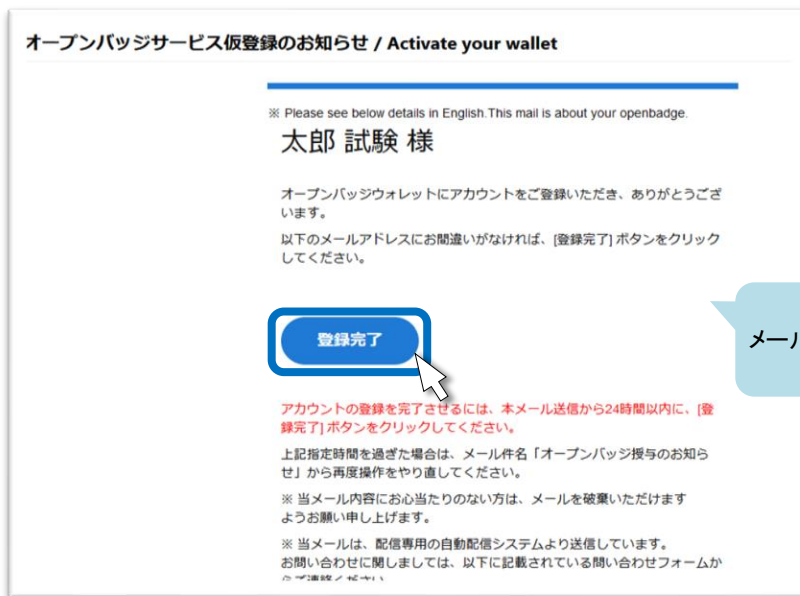 オープンバッジサービス仮登録のお知らせ / Activate your wallet
※ Please see below details in English.This mail is about your openbadge.
太郎 試験 様
オープンバッジウォレットにアカウントをご登録いただき、ありがとうござ
います。
以下のメールアドレスにお間違いがなければ、[登録完了] ボタンをクリック
してください。
登録完了
メール
アカウントの登録を完了させるには、本メール送信から24時間以内に、[登
録完了] ボタンをクリックしてください。
上記指定時間を過ぎた場合は、メール件名「オープンバッジ授与のお知ら
せ」から再度操作をやり直してください。
※ 当メール内容にお心当たりのない方は、メールを破棄いただけます
ようお願い申し上げます。
※ 当メールは、配信専用の自動配信システムより送信しています。
お問い合わせに関しましては、以下に記載されている問い合わせフォームか
らご連絡ください